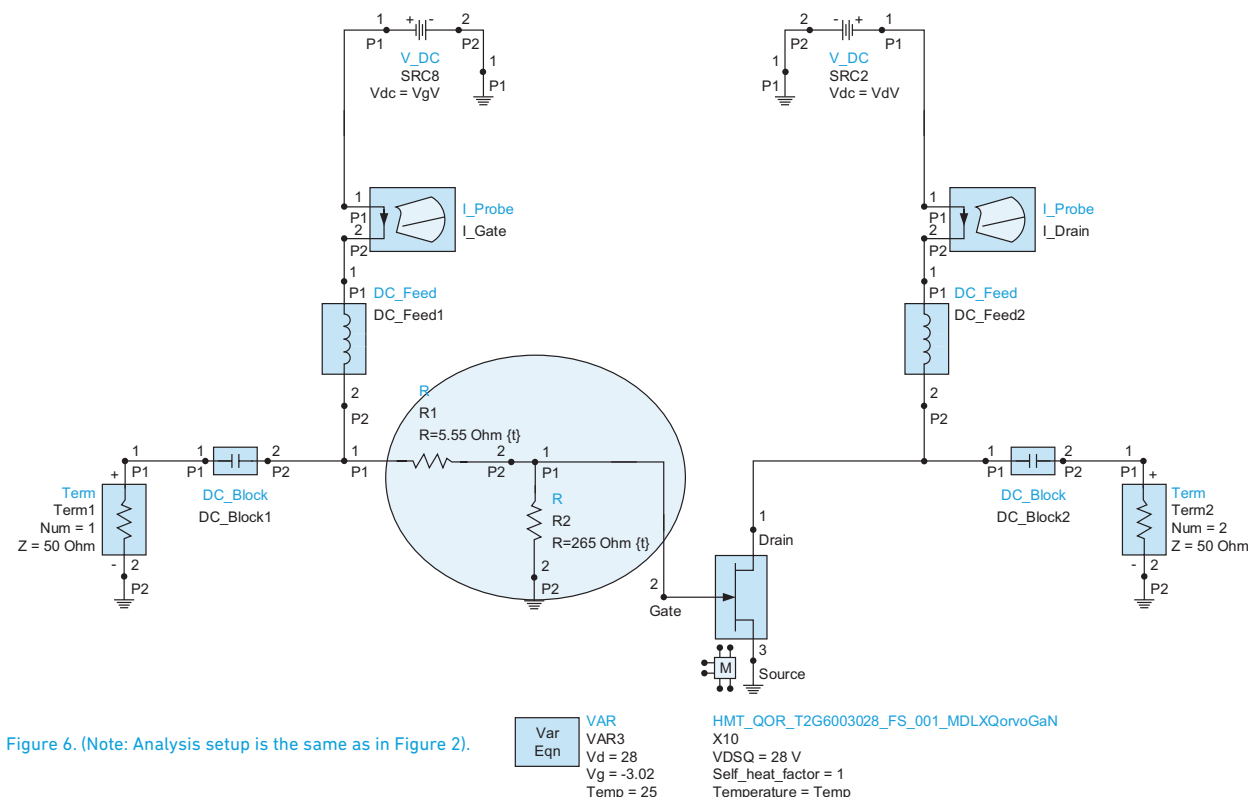 1
P1
+ -
2
P2
V_DC
SRC8
Vdc = VgV
1
P1
2
P2
- +
1
P1
V_DC
SRC2
Vdc = VdV
1
P1
1
P1
2
P2
I_Probe
I_Gate
1
P1
2
P2
I_Probe
I_Drain
1
P1
DC_Feed
DC_Feed1
2
P2
1
P1
DC_Feed
DC_Feed2
2
P2
R
R1
R=5.55 Ohm {t}
1
P1
2
P2
1
P1
R
R2
R=265 Ohm {t}
2
P2
+
1
P1
Term
Term1
Num = 1
Z = 50 Ohm
-
2
P2
1
P1
2
P2
DC_Block
DC_Block1
1
P1
2
P2
DC_Block
DC_Block2
1
P1
+
Term
Term2
Num = 2
Z = 50 Ohm
-
2
P2
1
Drain
2
Gate
3
Source
M
Figure 6. (Note: Analysis setup is the same as in Figure 2).
Var
Eqn
VAR
VAR3
Vd = 28
Vg = -3.02
Temp = 25
HMT_QOR_T2G6003028_FS_001_MDLXQorvoGaN
X10
VDSQ = 28 V
Self_heat_factor = 1
Temperature = Temp